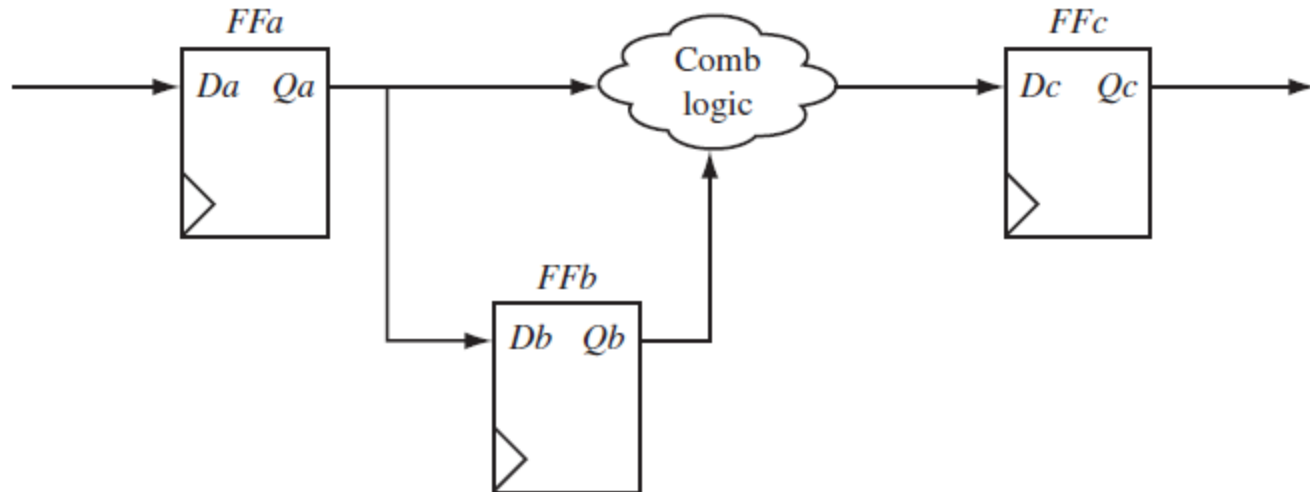 FFa
Da Qa
Comb
logic
FFc
Dc Qc
FFb
Db Qb